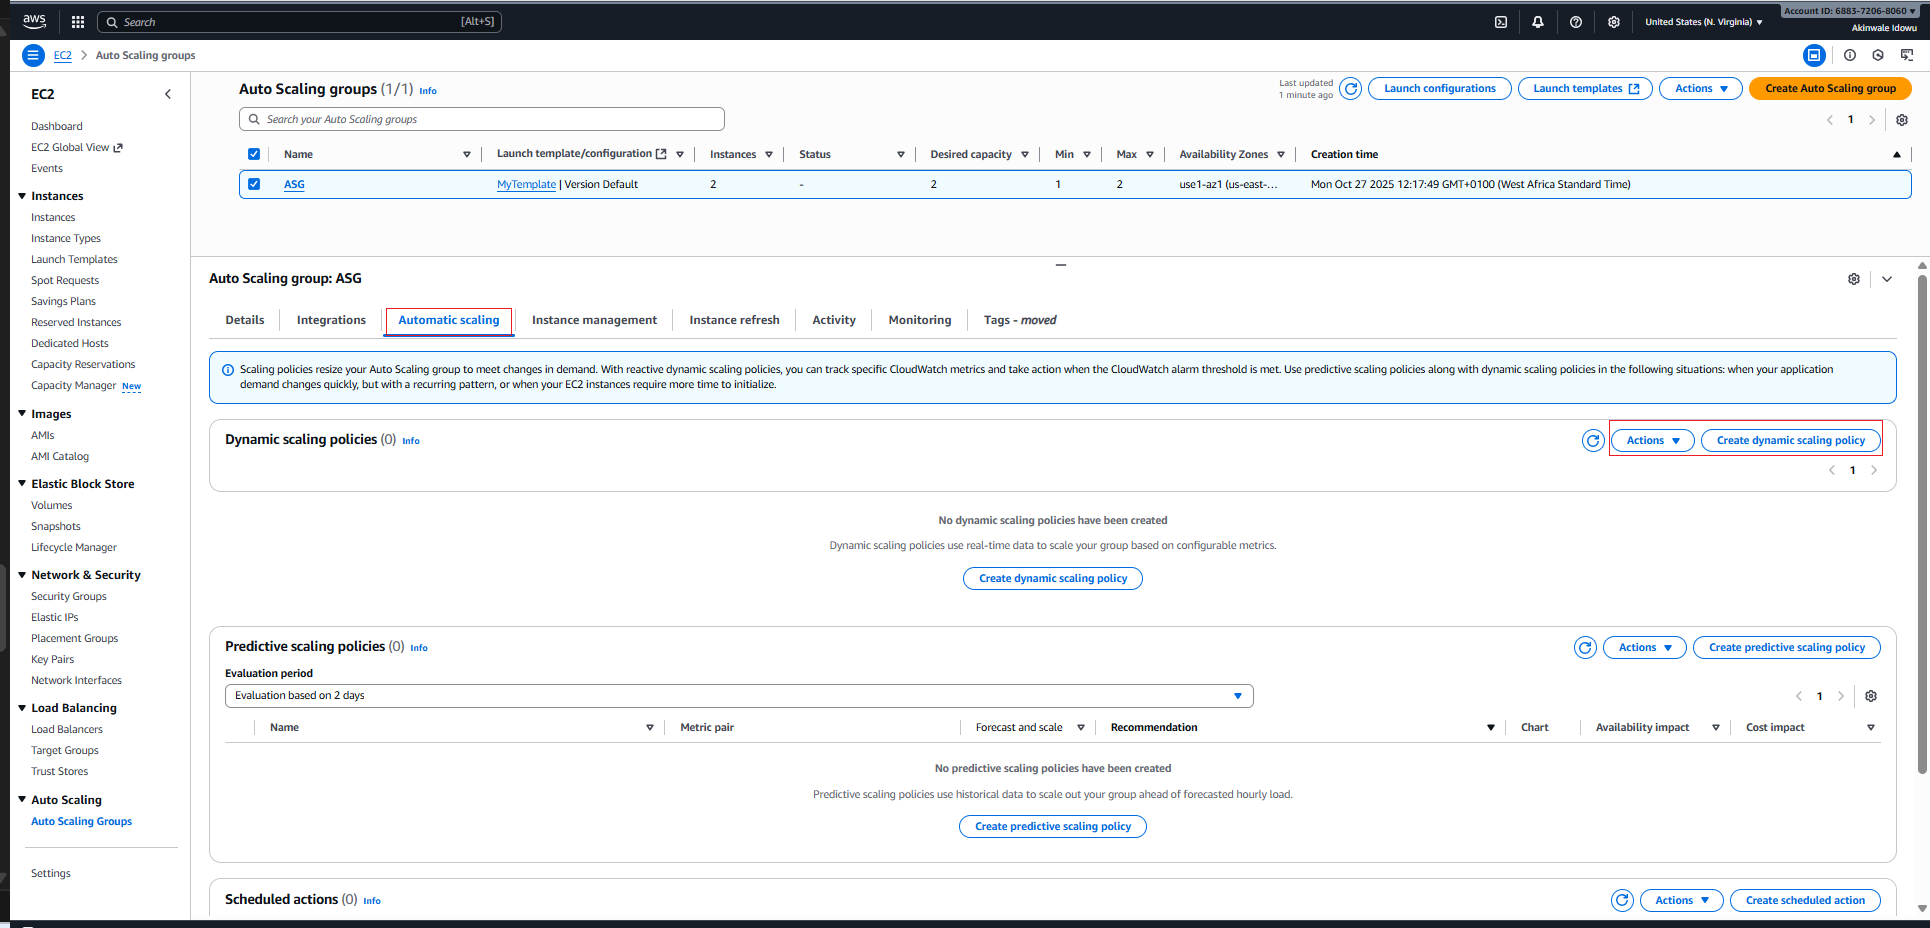 aws
Search [Alt+S]
United States (N. Virginia)
Account ID: 6883-7206-8060
Akinwale Idowu
EC2 > Auto Scaling groups
EC2
Dashboard
EC2 Global View
Events
Instances
Instances
Instance Types
Launch Templates
Spot Requests
Savings Plans
Reserved Instances
Dedicated Hosts
Capacity Reservations
Capacity Manager New
Images
AMIs
AMI Catalog
Elastic Block Store
Volumes
Snapshots
Lifecycle Manager
Network & Security
Security Groups
Elastic IPs
Placement Groups
Key Pairs
Network Interfaces
Load Balancing
Load Balancers
Target Groups
Trust Stores
Auto Scaling
Auto Scaling Groups
Settings
Auto Scaling groups (1/1) Info
Last updated
1 minute ago
Launch configurations
Launch templates
Actions
Create Auto Scaling group
Search your Auto Scaling groups
1
Name Launch template/configuration Instances Status Desired capacity Min Max Availability Zones Creation time
ASG MyTemplate | Version Default 2 - 2 1 2 use1-az1 (us-east-... Mon Oct 27 2025 12:17:49 GMT+0100 (West Africa Standard Time)
Auto Scaling group: ASG
Details Integrations Automatic scaling Instance management Instance refresh Activity Monitoring Tags - moved
Scaling policies resize your Auto Scaling group to meet changes in demand. With reactive dynamic scaling policies, you can track specific CloudWatch metrics and take action when the CloudWatch alarm threshold is met. Use predictive scaling policies along with dynamic scaling policies in the following situations: when your application
demand changes quickly, but with a recurring pattern, or when your EC2 instances require more time to initialize.
Dynamic scaling policies (0) Info
Actions
Create dynamic scaling policy
1
No dynamic scaling policies have been created
Dynamic scaling policies use real-time data to scale your group based on configurable metrics.
Create dynamic scaling policy
Predictive scaling policies (0) Info
Actions
Create predictive scaling policy
Evaluation period
Evaluation based on 2 days
1
Name Metric pair Forecast and scale Recommendation Chart Availability impact Cost impact
No predictive scaling policies have been created
Predictive scaling policies use historical data to scale out your group ahead of forecasted hourly load.
Create predictive scaling policy
Scheduled actions (0) Info
Actions
Create scheduled action